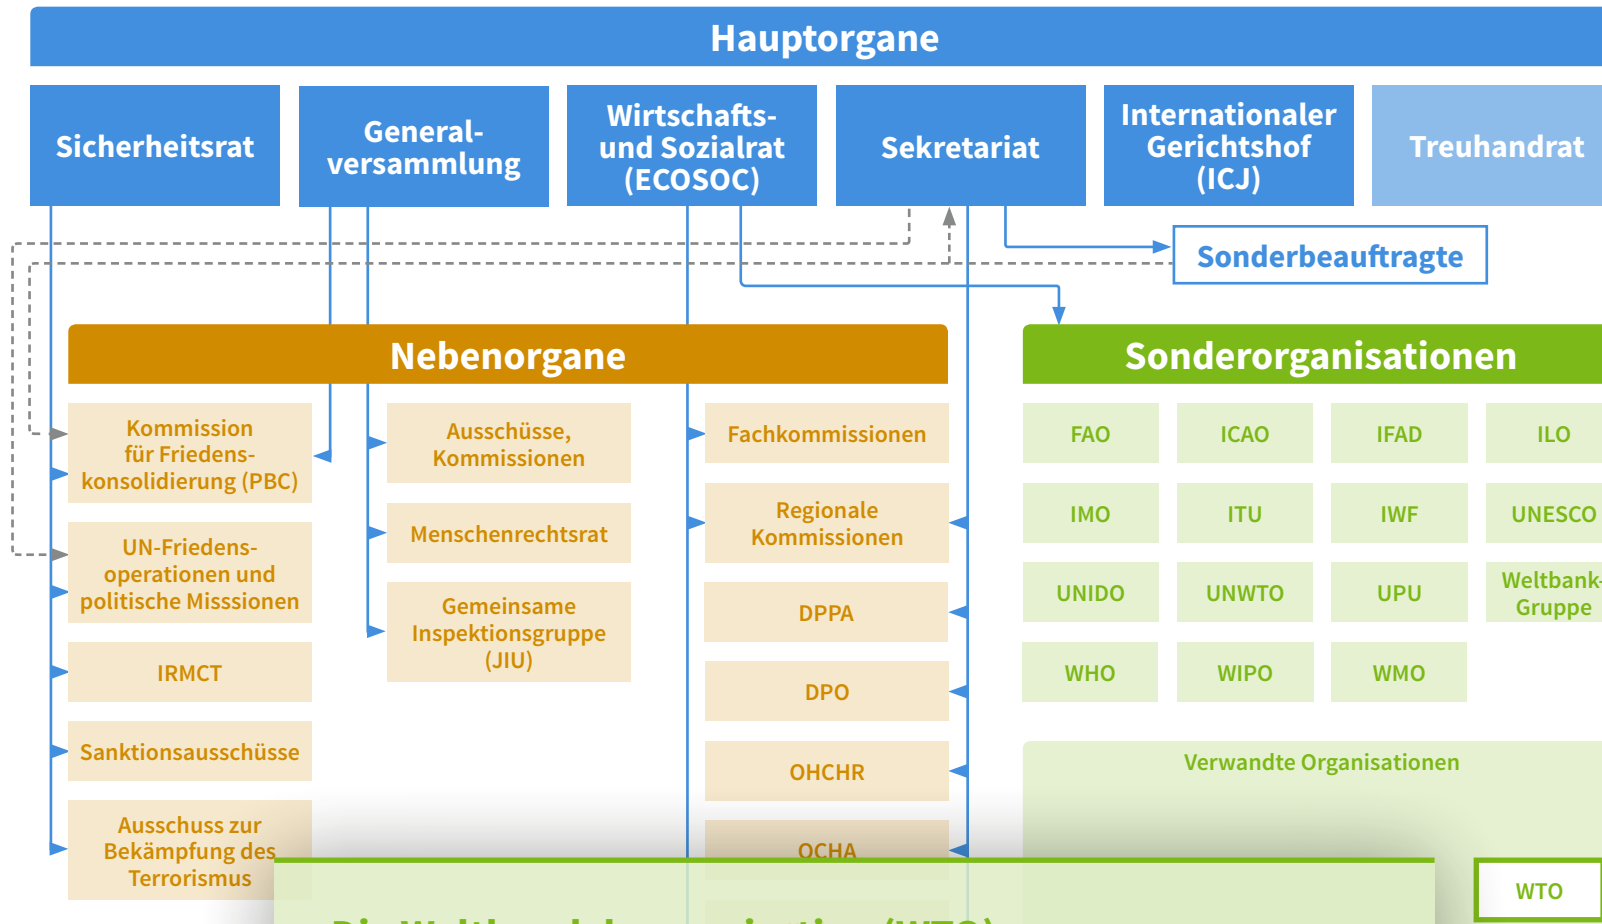 Hauptorgane
Sicherheitsrat
General-
versammlung
Wirtschafts-
und Sozialrat
(ECOSOC)
Sekretariat
Internationaler
Gerichtshof
(ICJ)
Treuhandrat
Sonderbeauftragte
Nebenorgane
Kommission
für Friedens-
konsolidierung (PBC)
UN-Friedens-
operationen und
politische Misssionen
IRMCT
Sanktionsausschüsse
Ausschuss zur
Bekämpfung des
Terrorismus
Ausschüsse,
Kommissionen
Menschenrechtsrat
Gemeinsame
Inspektionsgruppe
(JIU)
Fachkommissionen
Regionale
Kommissionen
DPPA
DPO
OHCHR
OCHA
Sonderorganisationen
FAO
ICAO
IFAD
ILO
IMO
ITU
IWF
UNESCO
UNIDO
UNWTO
UPU
Weltbank-
Gruppe
WHO
WIPO
WMO
Verwandte Organisationen
WTO
Die Welthandelsorganisation (WTO)